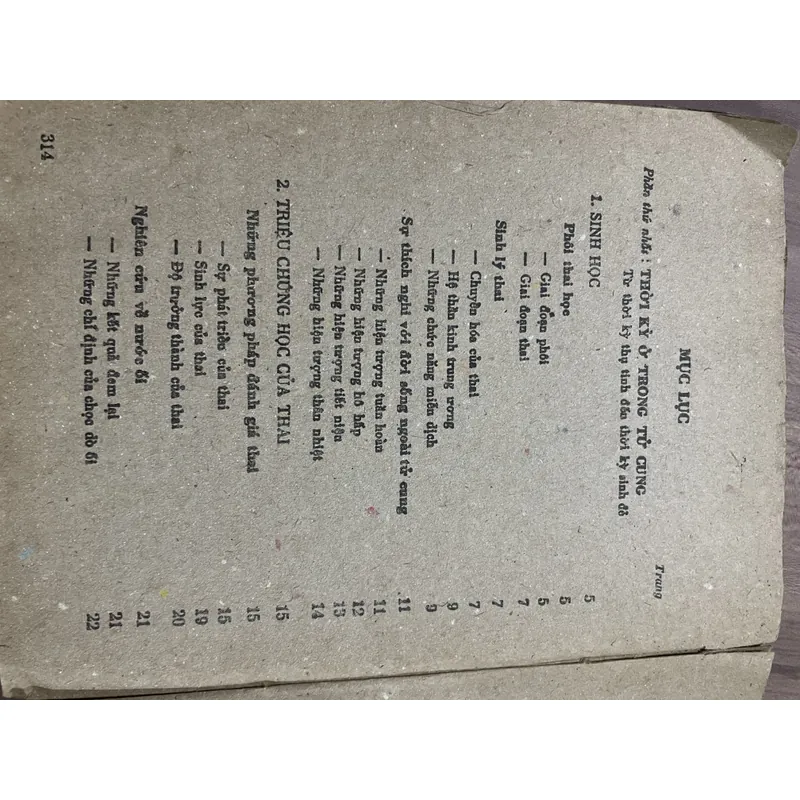 MỤC LỤC
Trang
Phần thứ nhất : THỜI KỲ Ở TRONG TỬ CUNG
Từ thời kỳ thụ tinh đến thời kỳ sinh đẻ
1. SINH HỌC 5
Phôi thai học 5
— Giai đoạn phôi 5
— Giai đoạn thai 7
Sinh lý thai 7
— Chuyển hóa của thai 7
— Hệ thần kinh trung ương 9
— Những chức năng miễn dịch 9
Sự thích nghi với đời sống ngoài tử cung 11
— Những hiện tượng tuần hoàn 11
— Những hiện tượng hô hấp 12
— Những hiện tượng tiết niệu 13
— Những hiện tượng thân nhiệt 14
2. TRIỆU CHỨNG HỌC CỦA THAI 15
Những phương pháp đánh giá thai 15
— Sự phát triển của thai 15
— Sinh lực của thai 19
— Độ trưởng thành của thai 20
Nghiên cứu về nước ối 21
— Những kết quả đem lại 21
— Những chỉ định của chọc dò ối 22
314